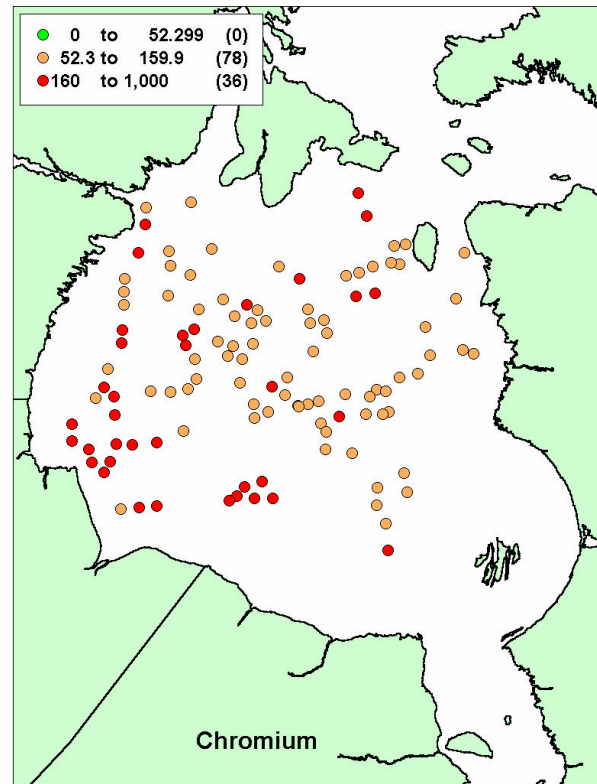 0 to 52.299 (0)
52.3 to 159.9 (78)
160 to 1,000 (36)
Chromium